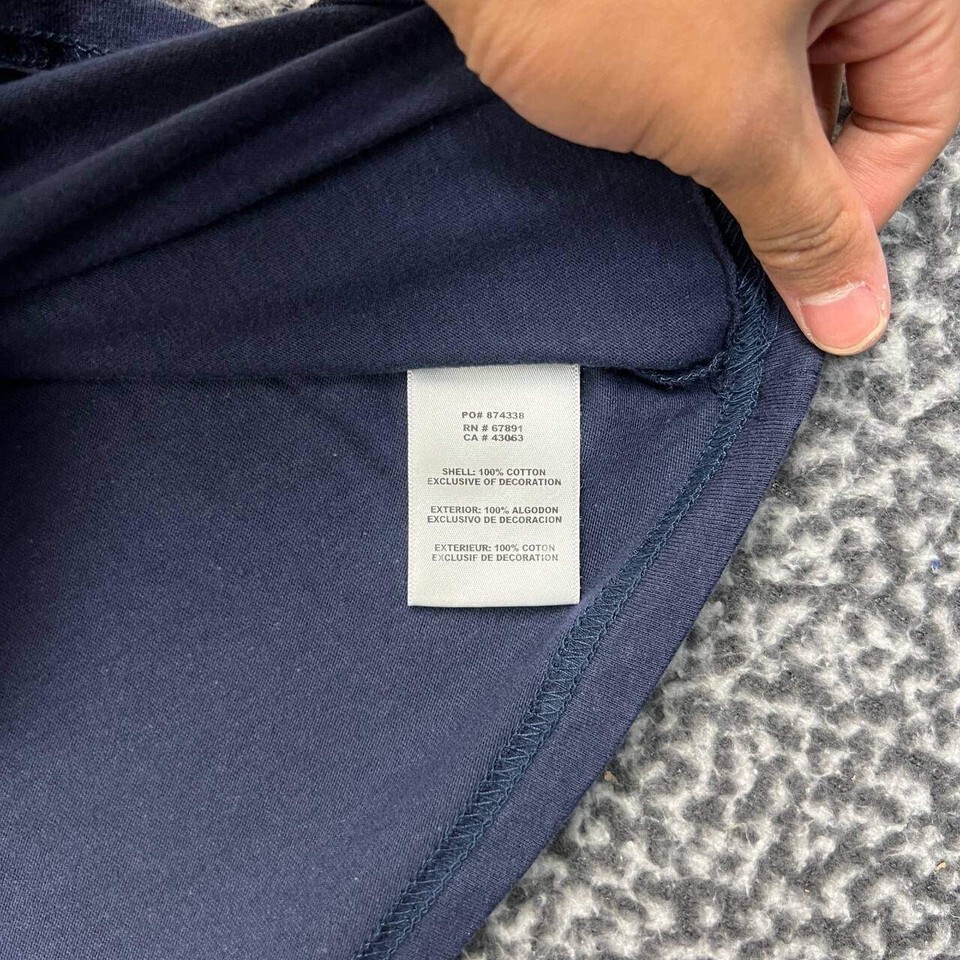 PO# 874338
RN # 67891
CA # 43063
SHELL: 100% COTTON
EXCLUSIVE OF DECORATION
EXTERIOR: 100% ALGODON
EXCLUSIVO DE DECORACION
EXTERIEUR: 100% COTON
EXCLUSIF DE DECORATION